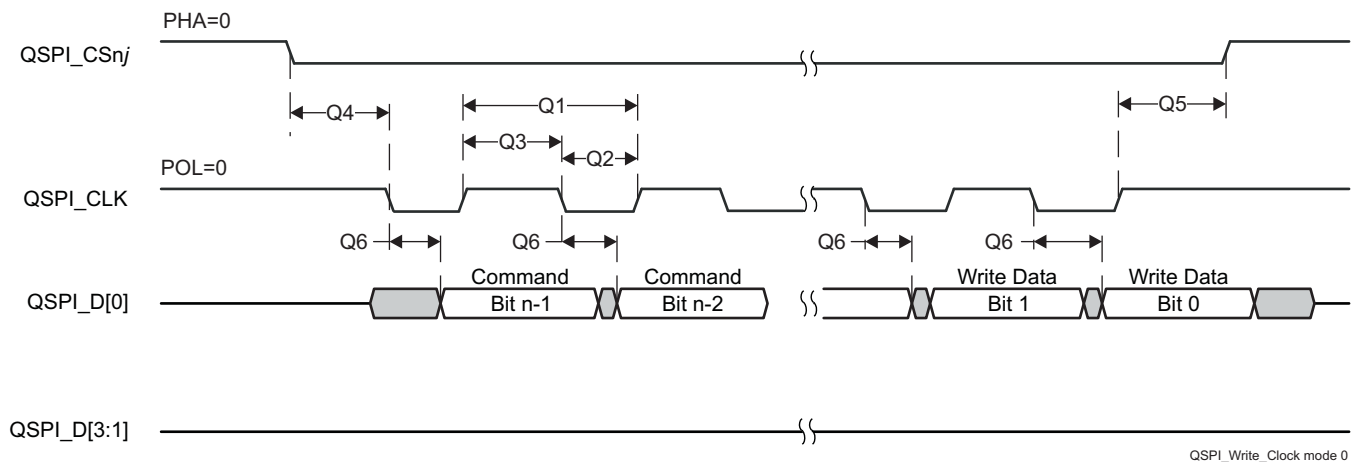 PHA=0
QSPI_CSnj
Q4
Q1
Q5
Q3
Q2
POL=0
QSPI_CLK
Q6
Q6
Q6
Q6
Command
Command
Write Data
Write Data
QSPI_D[0]
Bit n-1
Bit n-2
Bit 1
Bit 0
QSPI_D[3:1]
QSPI_Write_Clock mode 0